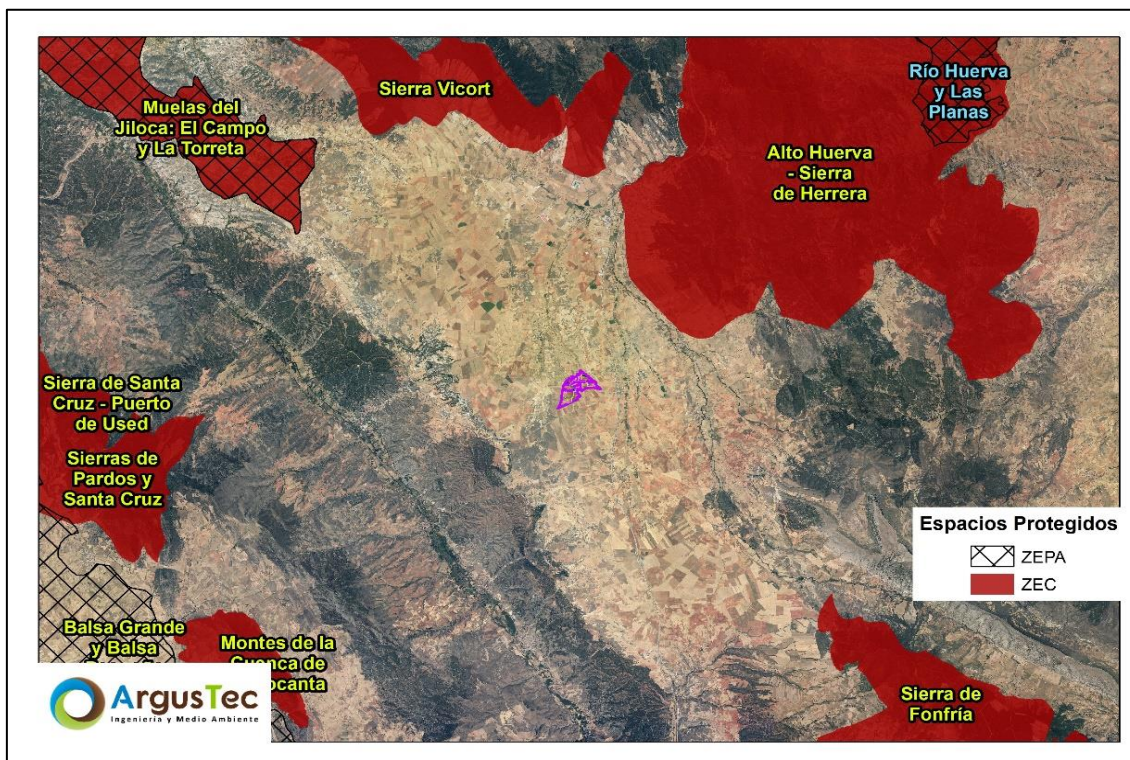 Sierra Vicort
Río Huerva
y Las
Planas
Muelas del
Jiloca: El Campo
y La Torreta
Alto Huerva
- Sierra
de Herrera
Sierra de Santa
Cruz - Puerto
de Used
Sierras de
Pardos y
Santa Cruz
Espacios Protegidos
ZEPA
ZEC
Balsa Grande
y Balsa
Montes de la
Cuenca de
Sierra de
Fonfría
ArgusTec
Ingeniería y Medio Ambiente